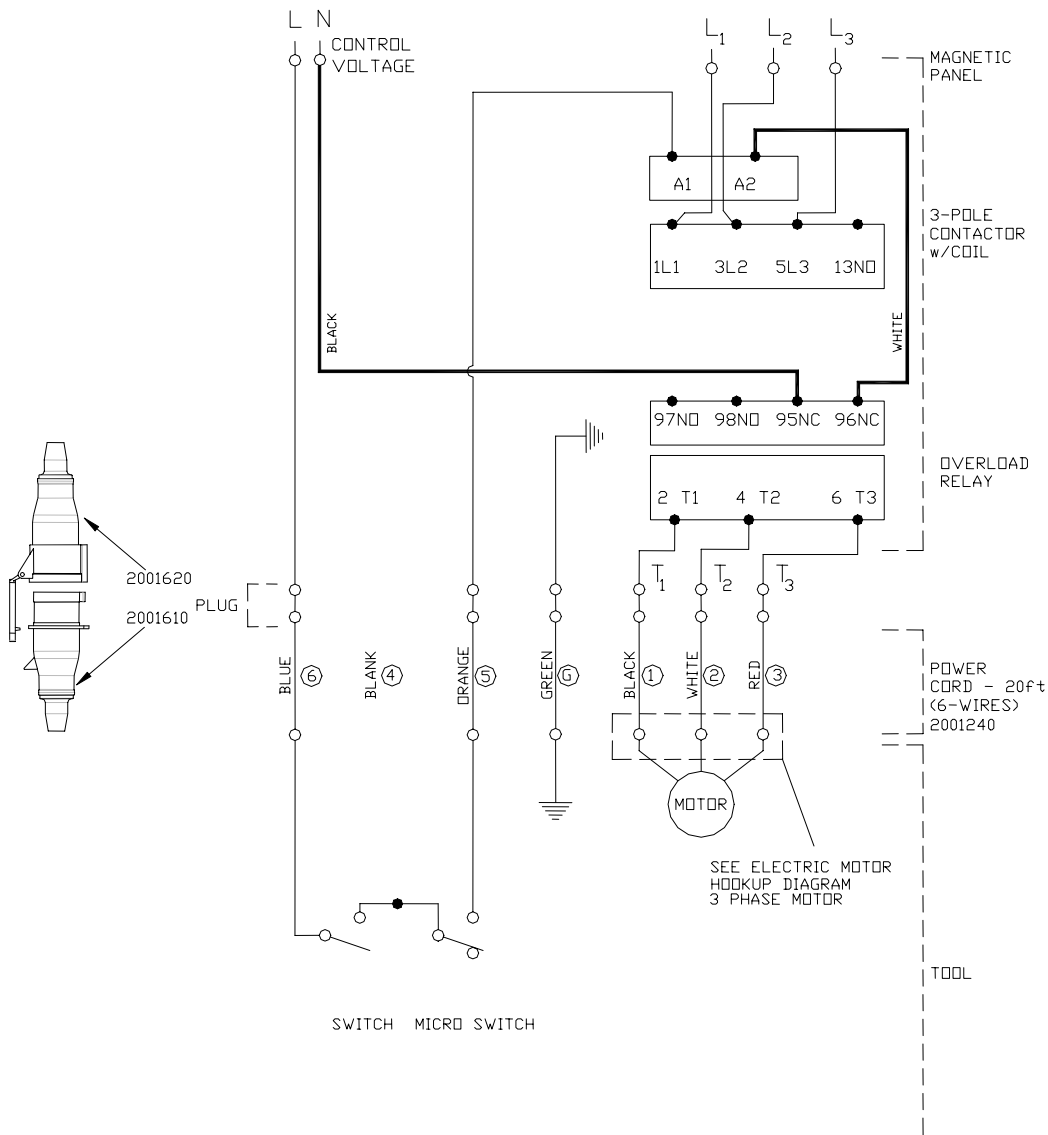 L N
CONTROL
VOLTAGE
L1 L2 L3
MAGNETIC
PANEL
A1 A2
3-POLE
CONTACTOR
w/COIL
1L1 3L2 5L3 13NO
BLACK
WHITE
97NO 98NO 95NC 96NC
OVERLOAD
RELAY
2 T1 4 T2 6 T3
2001620
2001610
PLUG
T1 T2 T3
BLUE 6
BLANK 4
ORANGE 5
GREEN G
BLACK 1
WHITE 2
RED 3
POWER
CORD - 20ft
(6-WIRES)
2001240
MOTOR
SEE ELECTRIC MOTOR
HOOKUP DIAGRAM
3 PHASE MOTOR
TOOL
SWITCH MICRO SWITCH